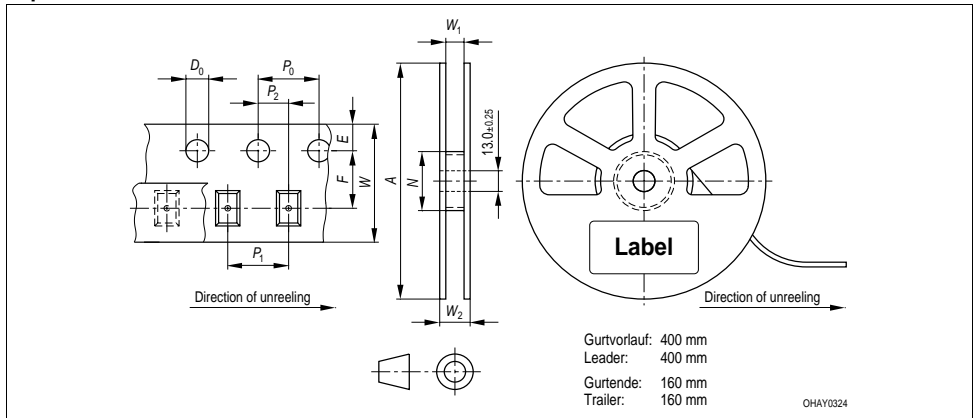 W1
D0
P0
P2
13.0±0.25
E
F
W
A
N
Label
P1
Direction of unreeling
W2
Direction of unreeling
Gurtvorlauf: 400 mm
Leader: 400 mm
Gurtende: 160 mm
Trailer: 160 mm
OHAY0324